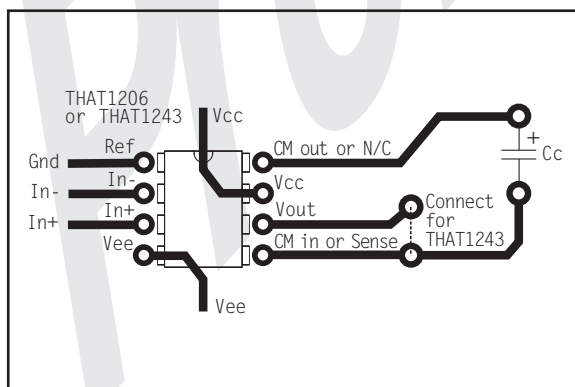 THAT1206
or THAT1243
Vcc
Gnd
Ref
In-
In-
In+
In+
Vee
Vee
CM out or N/C
Vcc
Vout
CM in or Sense
Connect
for
THAT1243
+
Cc